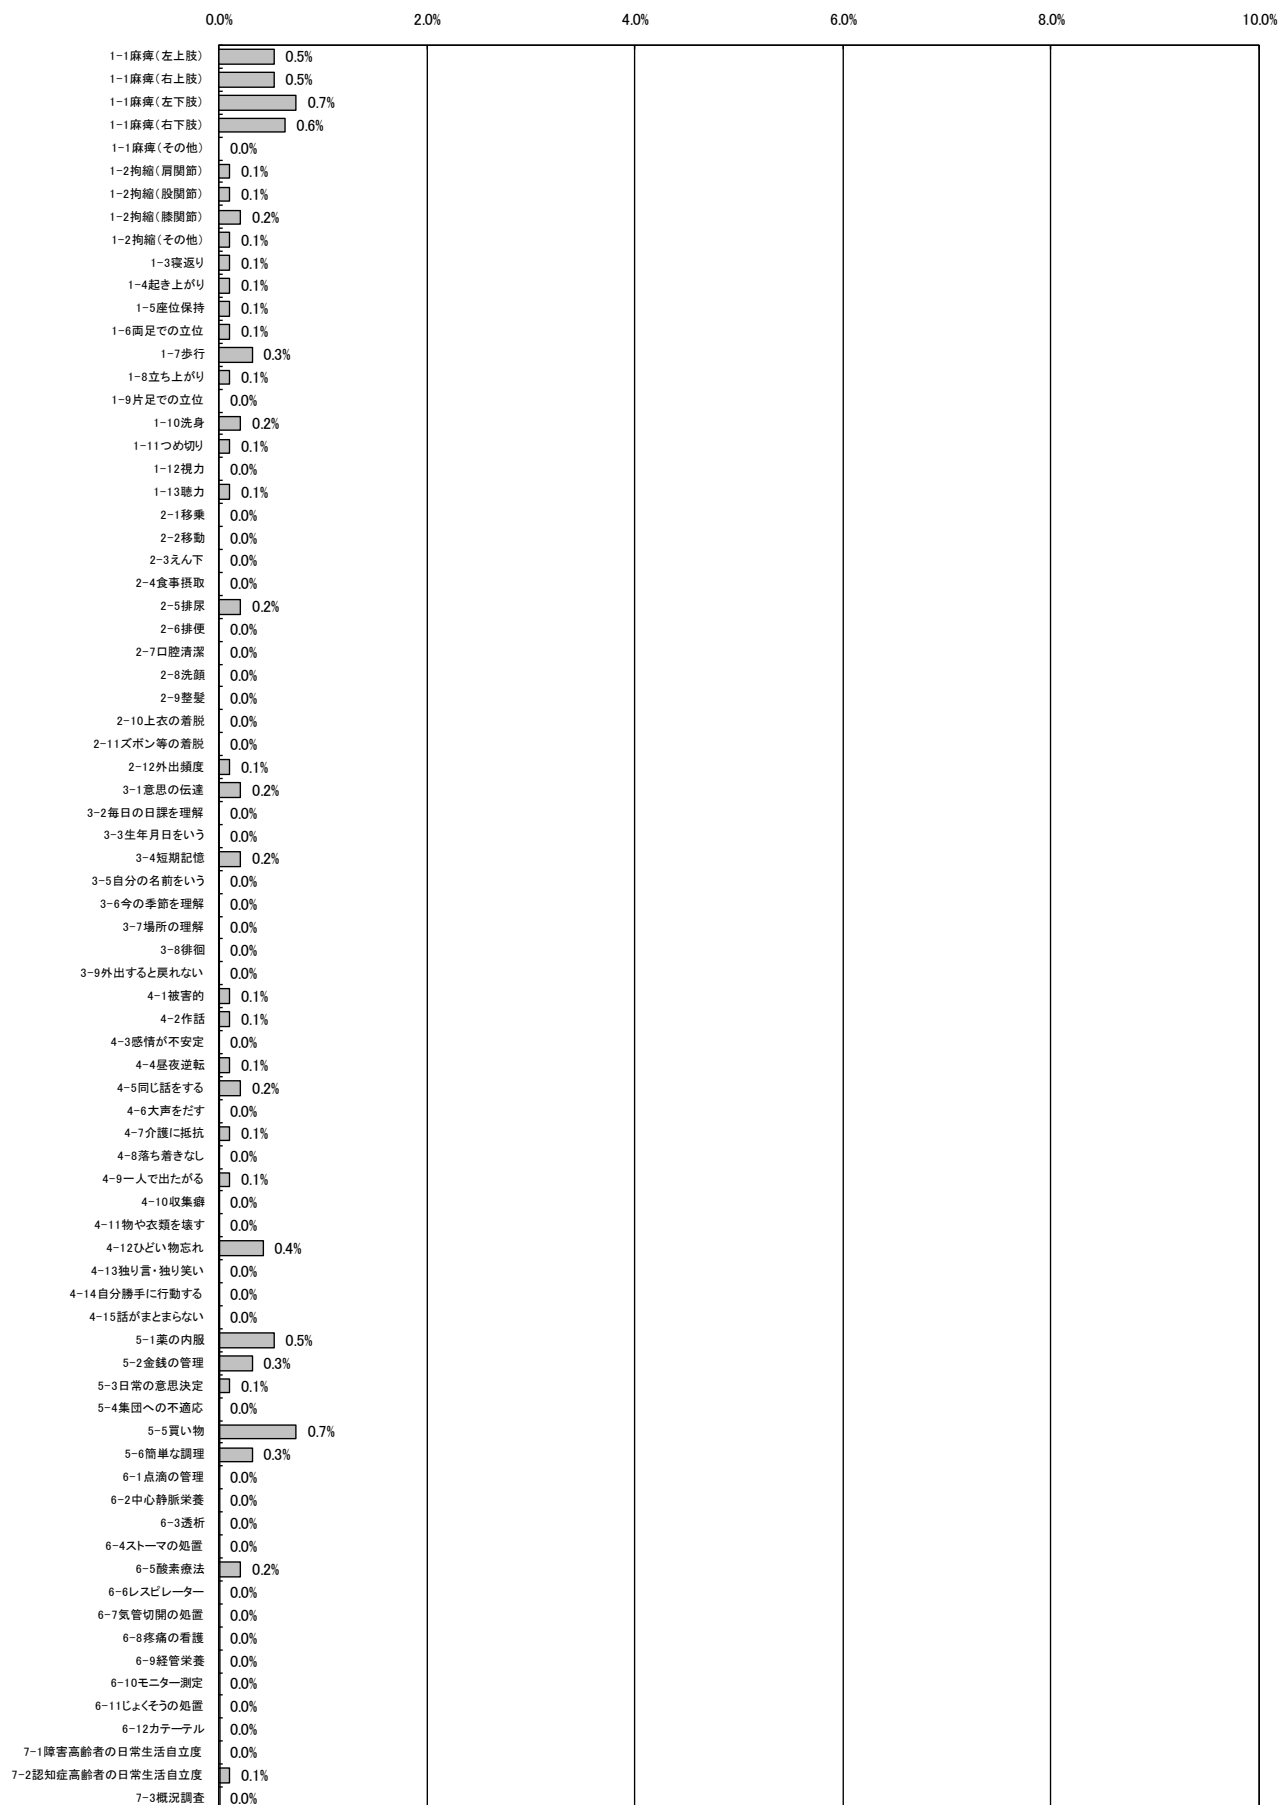 0.0% 2.0% 4.0% 6.0% 8.0% 10.0%
1-1麻痺(左上肢) 0.5%
1-1麻痺(右上肢) 0.5%
1-1麻痺(左下肢) 0.7%
1-1麻痺(右下肢) 0.6%
1-1麻痺(その他) 0.0%
1-2拘縮(肩関節) 0.1%
1-2拘縮(股関節) 0.1%
1-2拘縮(膝関節) 0.2%
1-2拘縮(その他) 0.1%
1-3寝返り 0.1%
1-4起き上がり 0.1%
1-5座位保持 0.1%
1-6両足での立位 0.1%
1-7歩行 0.3%
1-8立ち上がり 0.1%
1-9片足での立位 0.0%
1-10洗身 0.2%
1-11つめ切り 0.1%
1-12視力 0.0%
1-13聴力 0.1%
2-1移乗 0.0%
2-2移動 0.0%
2-3えん下 0.0%
2-4食事摂取 0.0%
2-5排尿 0.2%
2-6排便 0.0%
2-7口腔清潔 0.0%
2-8洗顔 0.0%
2-9整髪 0.0%
2-10上衣の着脱 0.0%
2-11ズボン等の着脱 0.0%
2-12外出頻度 0.1%
3-1意思の伝達 0.2%
3-2毎日の日課を理解 0.0%
3-3生年月日をいう 0.0%
3-4短期記憶 0.2%
3-5自分の名前をいう 0.0%
3-6今の季節を理解 0.0%
3-7場所の理解 0.0%
3-8徘徊 0.0%
3-9外出すると戻れない 0.0%
4-1被害的 0.1%
4-2作話 0.1%
4-3感情が不安定 0.0%
4-4昼夜逆転 0.1%
4-5同じ話をする 0.2%
4-6大声をだす 0.0%
4-7介護に抵抗 0.1%
4-8落ち着きなし 0.0%
4-9一人で出たがる 0.1%
4-10収集癖 0.0%
4-11物や衣類を壊す 0.0%
4-12ひどい物忘れ 0.4%
4-13独り言・独り笑い 0.0%
4-14自分勝手に行動する 0.0%
4-15話がまとまらない 0.0%
5-1薬の内服 0.5%
5-2金銭の管理 0.3%
5-3日常の意思決定 0.1%
5-4集団への不適応 0.0%
5-5買い物 0.7%
5-6簡単な調理 0.3%
6-1点滴の管理 0.0%
6-2中心静脈栄養 0.0%
6-3透析 0.0%
6-4ストーマの処置 0.0%
6-5酸素療法 0.2%
6-6レスピレーター 0.0%
6-7気管切開の処置 0.0%
6-8疼痛の看護 0.0%
6-9経管栄養 0.0%
6-10モニター測定 0.0%
6-11じょくそうの処置 0.0%
6-12カテーテル 0.0%
7-1障害高齢者の日常生活自立度 0.0%
7-2認知症高齢者の日常生活自立度 0.1%
7-3概況調査 0.0%